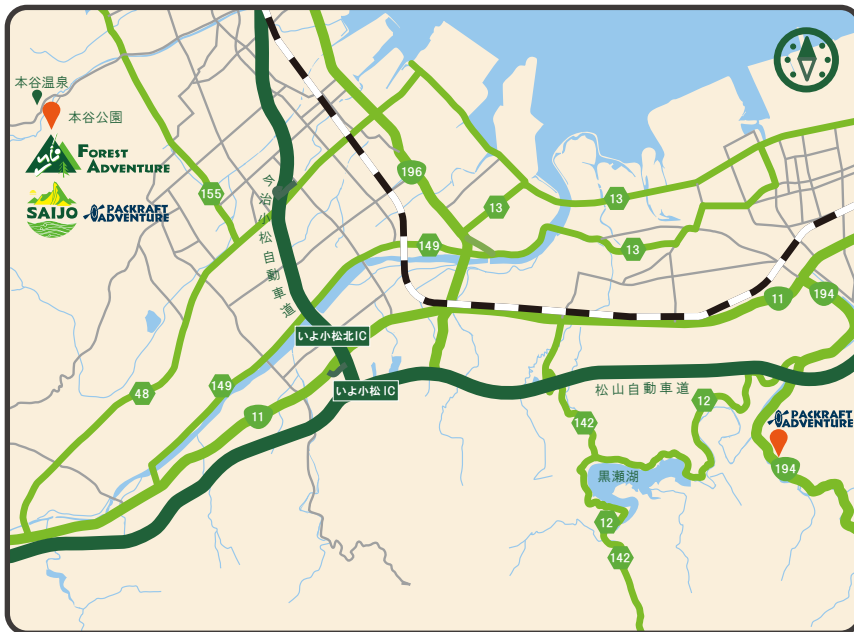 本谷温泉
本谷公園
FOREST
ADVENTURE
SAIJO
PACKRAFT
ADVENTURE
155
196
13
13
13
149
今治小松自動車道
11
194
いよ小松北IC
いよ小松IC
48
149
11
松山自動車道
12
142
PACKRAFT
ADVENTURE
194
黒瀬湖
12
142